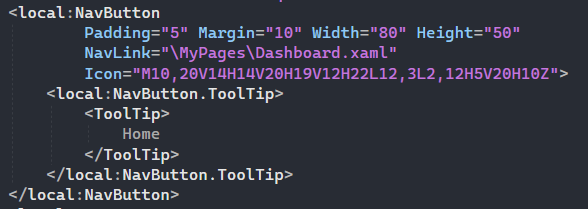 <local:NavButton
Padding="5" Margin="10" Width="80" Height="50"
NavLink="\MyPages\Dashboard.xaml"
Icon="M10,20V14H14V20H19V12H22L12,3L2,12H5V20H10Z">
<local:NavButton.ToolTip>
<ToolTip>
Home
</ToolTip>
</local:NavButton.ToolTip>
</local:NavButton>